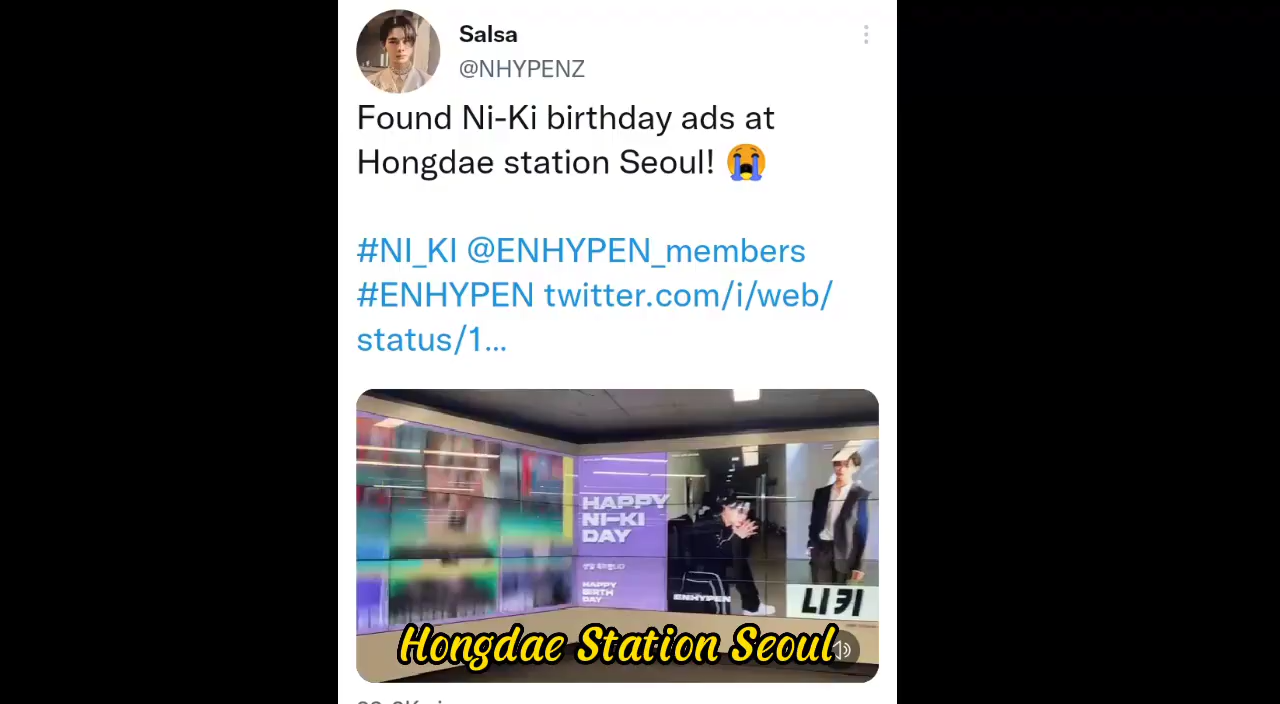 Salsa
@NHYPENZ
Found Ni-Ki birthday ads at
Hongdae station Seoul! 😭
#NI_KI @ENHYPEN_members
#ENHYPEN twitter.com/i/web/
status/1...
HAPPY
NI-KI
DAY
HAPPY
BIRTH
DAY
ENHYPEN
니키
Hongdae Station Seoul